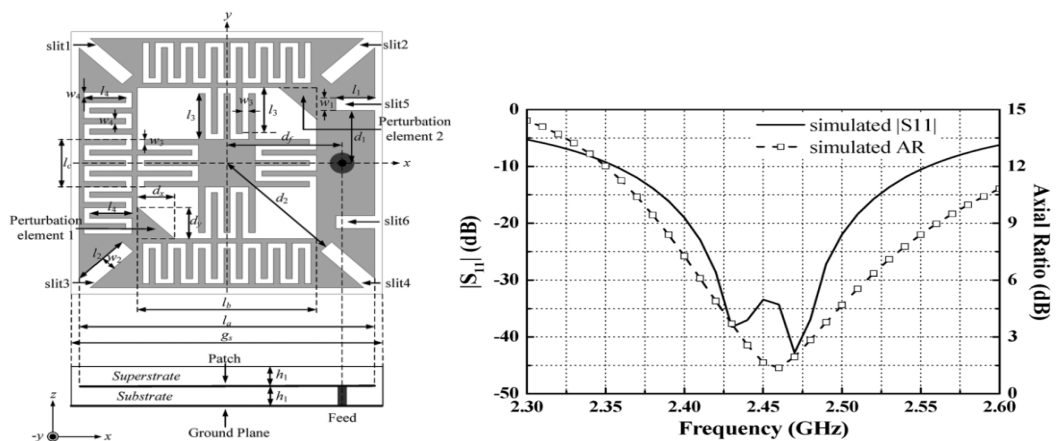 y
slit1
slit2
w4
l4
l1
w3
w1
slit5
l3
l3
Perturbation
element 2
w4
df
d1
w3
lc
x
dx
d2
l4
dy
slit6
Perturbation
element 1
l2
w2
slit3
slit4
lb
la
gs
Patch
Superstrate
h1
Substrate
h1
z
Feed
-y
x
Ground Plane
0
-10
-20
-30
-40
-50
|S11| (dB)
simulated |S11|
simulated AR
15
12
9
6
3
0
Axial Ratio (dB)
2.30
2.35
2.40
2.45
2.50
2.55
2.60
Frequency (GHz)